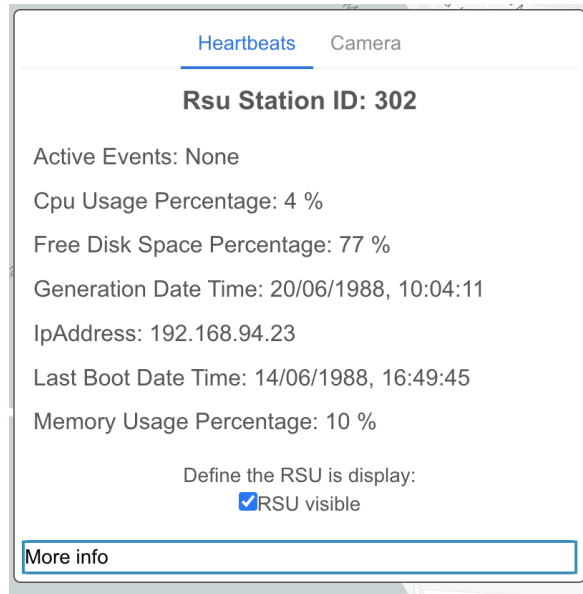 Heartbeats Camera
Rsu Station ID: 302
Active Events: None
Cpu Usage Percentage: 4 %
Free Disk Space Percentage: 77 %
Generation Date Time: 20/06/1988, 10:04:11
IpAddress: 192.168.94.23
Last Boot Date Time: 14/06/1988, 16:49:45
Memory Usage Percentage: 10 %
Define the RSU is display:
RSU visible
More info